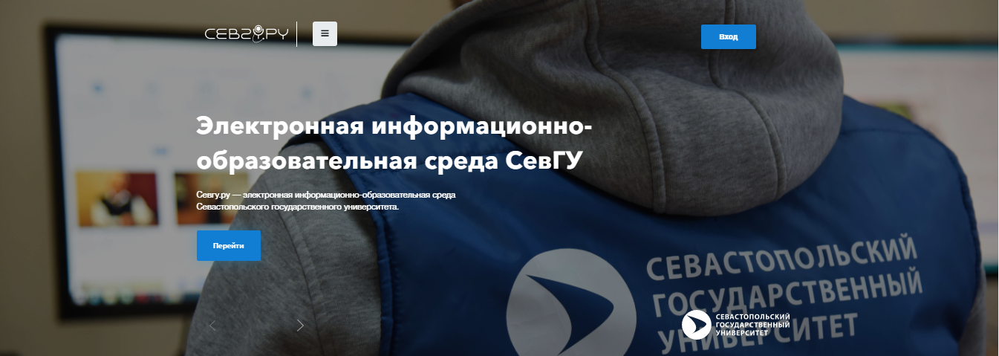 СЕВГУ.РУ
Вход
Электронная информационно-
образовательная среда СевГУ
Севгу.ру — электронная информационно-образовательная среда
Севастопольского государственного университета.
Перейти
СЕВАСТОПОЛЬСКИЙ
ГОСУДАРСТВЕННЫЙ
УНИВЕРСИТЕТ
СЕВАСТОПОЛЬСКИЙ
ГОСУДАРСТВЕННЫЙ
УНИВЕРСИТЕТ